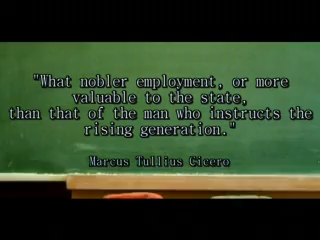 "What nobler employment, or more
valuable to the state,
than that of the man who instructs the
rising generation."
Marcus Tullius Cicero